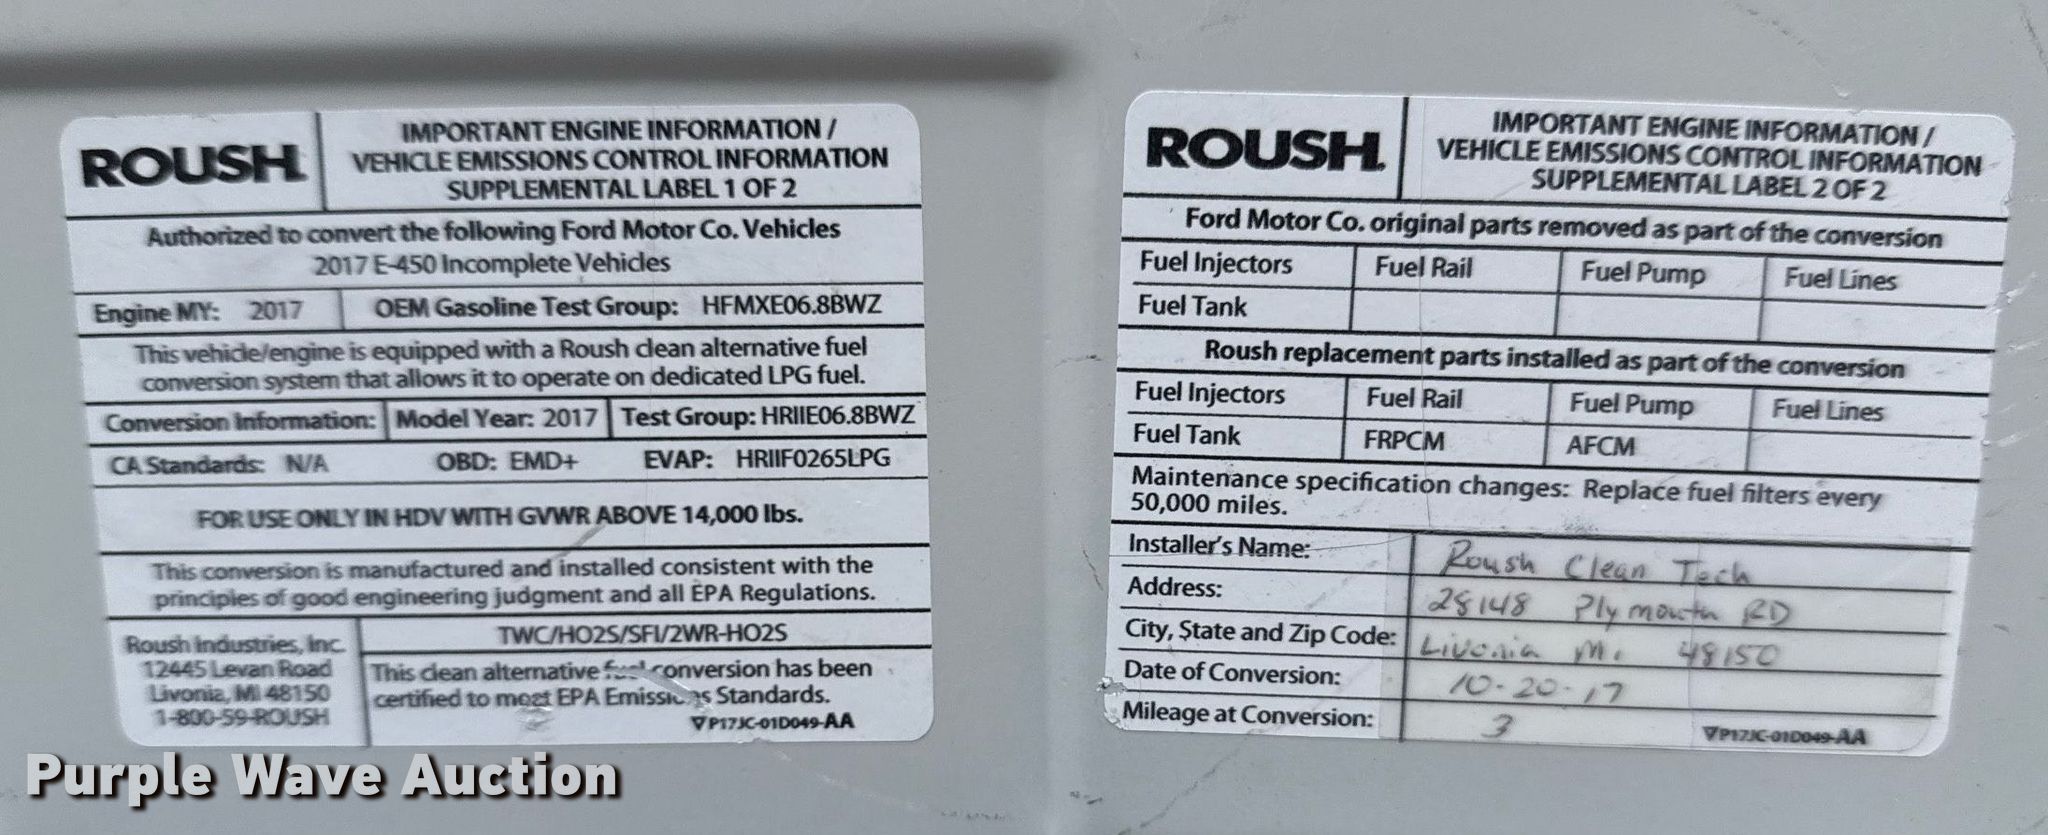 ROUSH
IMPORTANT ENGINE INFORMATION /
VEHICLE EMISSIONS CONTROL INFORMATION
SUPPLEMENTAL LABEL 1 OF 2
Authorized to convert the following Ford Motor Co. Vehicles
2017 E-450 Incomplete Vehicles
Engine MY: 2017 OEM Gasoline Test Group: HFMXE06.8BWZ
This vehicle/engine is equipped with a Roush clean alternative fuel
conversion system that allows it to operate on dedicated LPG fuel.
Conversion Information: Model Year: 2017 Test Group: HRIIE06.8BWZ
CA Standards: N/A OBD: EMD+ EVAP: HRIIF0265LPG
FOR USE ONLY IN HDV WITH GVWR ABOVE 14,000 lbs.
This conversion is manufactured and installed consistent with the
principles of good engineering judgment and all EPA Regulations.
Roush Industries, Inc.
12445 Levan Road
Livonia, MI 48150
1-800-59-ROUSH
TWC/HO2S/SFI/2WR-HO2S
This clean alternative fuel conversion has been
certified to meet EPA Emissions Standards.
P17JC-01D049-AA
ROUSH
IMPORTANT ENGINE INFORMATION /
VEHICLE EMISSIONS CONTROL INFORMATION
SUPPLEMENTAL LABEL 2 OF 2
Ford Motor Co. original parts removed as part of the conversion
Fuel Injectors Fuel Rail Fuel Pump Fuel Lines
Fuel Tank
Roush replacement parts installed as part of the conversion
Fuel Injectors Fuel Rail Fuel Pump Fuel Lines
Fuel Tank FRPCM AFCM
Maintenance specification changes: Replace fuel filters every
50,000 miles.
Installer's Name: Roush Clean Tech
Address: 28148 Plymouth RD
City, State and Zip Code: Livonia Mi 48150
Date of Conversion: 10-20-17
Mileage at Conversion: 3
P17JC-01D049-AA
Purple Wave Auction